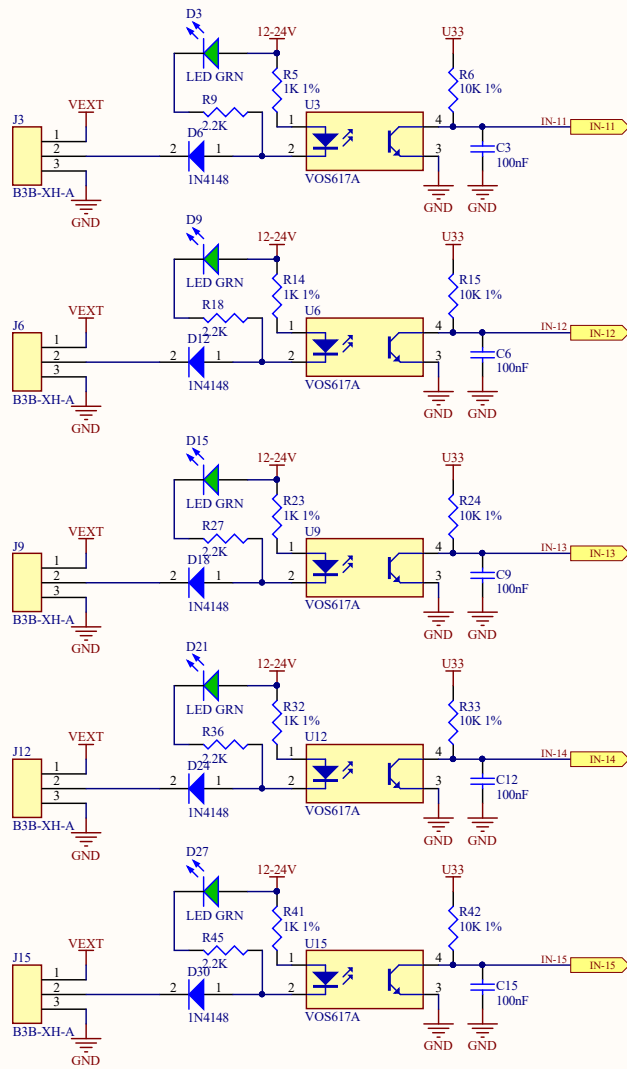 D3
12-24V
U33
LED GRN
R5
1K 1%
R6
10K 1%
R9
2.2K
U3
J3
VEXT
1
4
IN-11
IN-11
1
2
3
D6
2
1
2
3
C3
100nF
1N4148
VOS617A
B3B-XH-A
GND
GND
GND
D9
12-24V
U33
LED GRN
R14
1K 1%
R15
10K 1%
R18
2.2K
U6
J6
VEXT
1
4
IN-12
IN-12
1
2
3
D12
2
1
2
3
C6
100nF
1N4148
VOS617A
B3B-XH-A
GND
GND
GND
D15
12-24V
U33
LED GRN
R23
1K 1%
R24
10K 1%
R27
2.2K
U9
J9
VEXT
1
4
IN-13
IN-13
1
2
3
D18
2
1
2
3
C9
100nF
1N4148
VOS617A
B3B-XH-A
GND
GND
GND
D21
12-24V
U33
LED GRN
R32
1K 1%
R33
10K 1%
R36
2.2K
U12
J12
VEXT
1
4
IN-14
IN-14
1
2
3
D24
2
1
2
3
C12
100nF
1N4148
VOS617A
B3B-XH-A
GND
GND
GND
D27
12-24V
U33
LED GRN
R41
1K 1%
R42
10K 1%
R45
2.2K
U15
J15
VEXT
1
4
IN-15
IN-15
1
2
3
D30
2
1
2
3
C15
100nF
1N4148
VOS617A
B3B-XH-A
GND
GND
GND